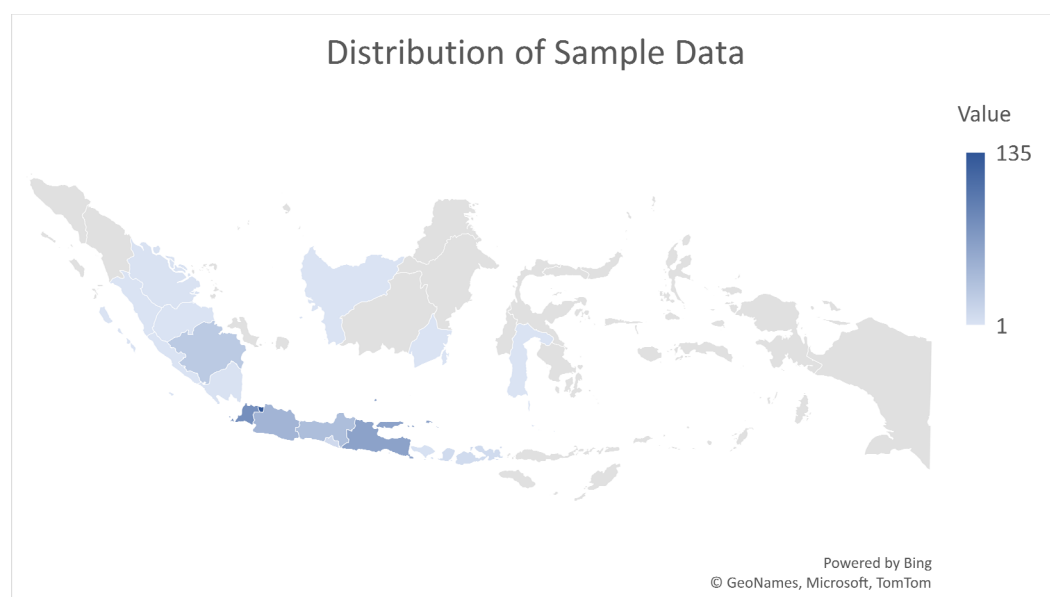 Distribution of Sample Data
Value
135
1
Powered by Bing
© GeoNames, Microsoft, TomTom